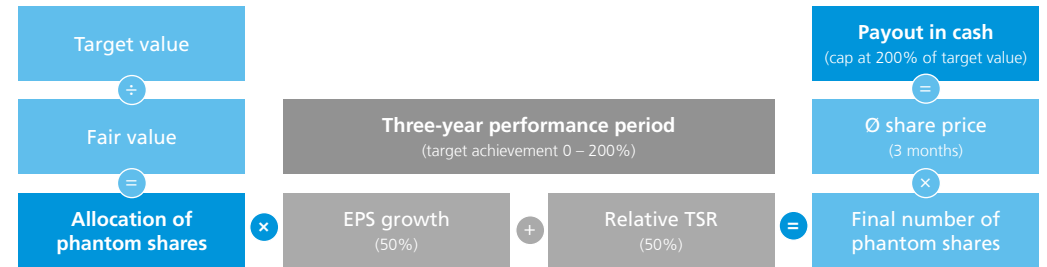 Target value
÷
Fair value
=
Allocation of
phantom shares
×
Three-year performance period
(target achievement 0 – 200%)
EPS growth
(50%)
+
Relative TSR
(50%)
=
Payout in cash
(cap at 200% of target value)
=
Ø share price
(3 months)
×
Final number of
phantom shares